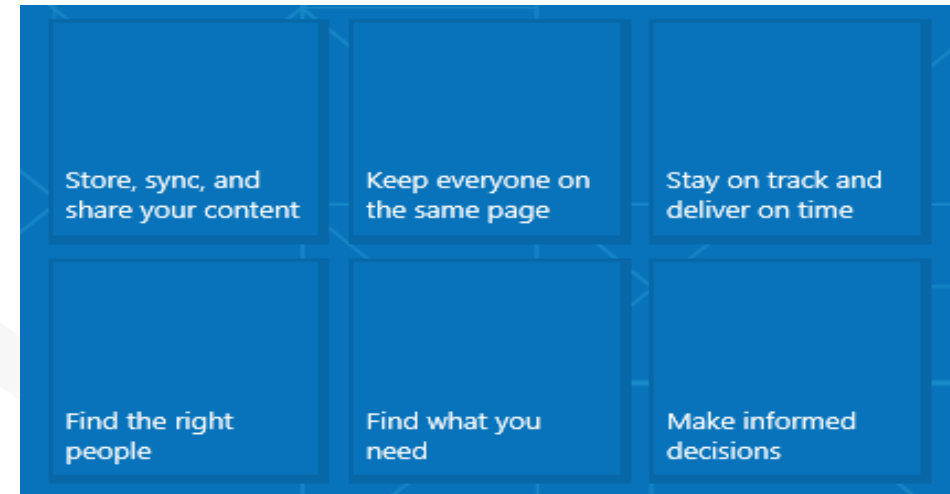 Store, sync, and
share your content
Keep everyone on
the same page
Stay on track and
deliver on time
Find the right
people
Find what you
need
Make informed
decisions